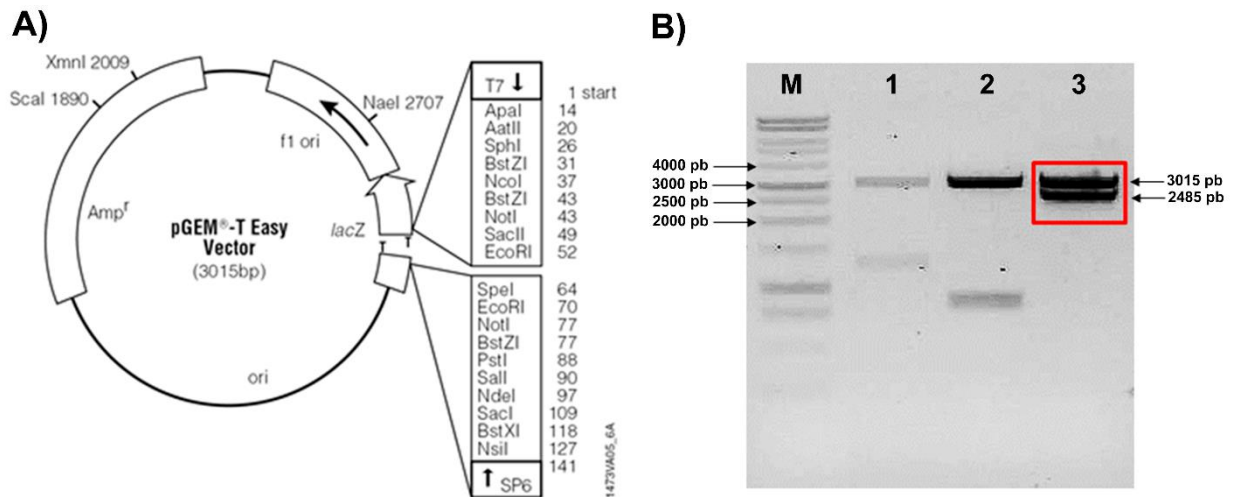 A)
XmnI 2009
ScaI 1890
NaeI 2707
f1 ori
Ampʳ
pGEM®-T Easy
Vector
(3015bp)
lacZ
T T
ori
T7 ↓
1 start
ApaI 14
AatII 20
SphI 26
BstZI 31
NcoI 37
BstZI 43
NotI 43
SacII 49
EcoRI 52
SpeI 64
EcoRI 70
NotI 77
BstZI 77
PstI 88
SalI 90
NdeI 97
SacI 109
BstXI 118
NsiI 127
141
↑ SP6
1473VA05_6A
B)
M 1 2 3
4000 pb
3000 pb
2500 pb
2000 pb
3015 pb
2485 pb